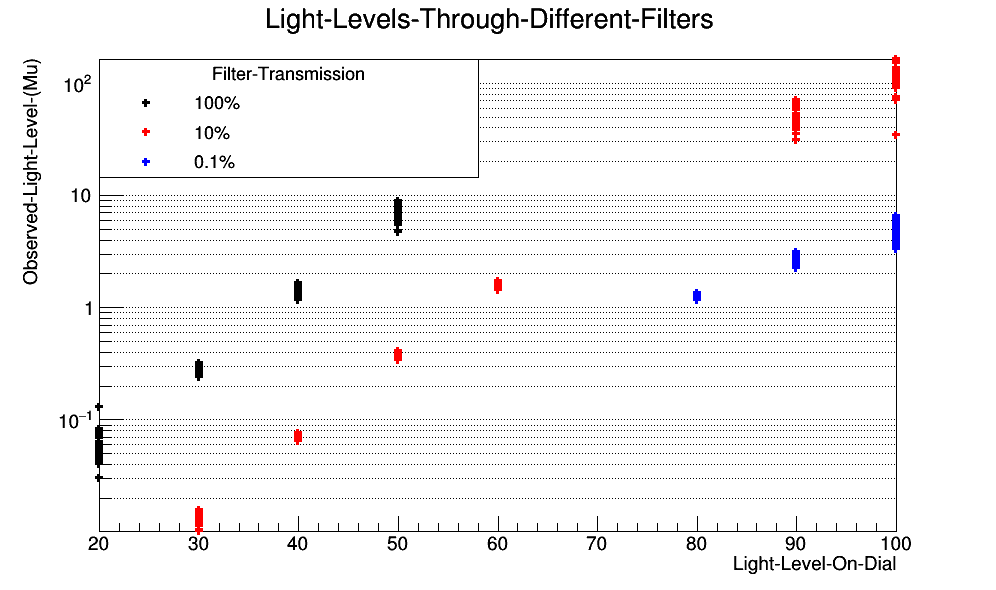 Light-Levels-Through-Different-Filters
Observed-Light-Level-(Mu)
Filter-Transmission
100%
10%
0.1%
10²
10
1
10⁻¹
20 30 40 50 60 70 80 90 100
Light-Level-On-Dial